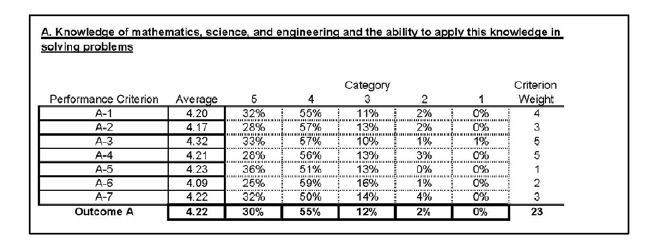 A. Knowledge of mathematics, science, and engineering and the ability to apply this knowledge in
solving problems
Category Criterion
Performance Criterion Average 5 4 3 2 1 Weight
A-1 4.20 32% 55% 11% 2% 0% 4
A-2 4.17 28% 57% 13% 2% 0% 3
A-3 4.32 33% 57% 10% 1% 1% 5
A-4 4.21 28% 56% 13% 3% 0% 5
A-5 4.23 36% 51% 13% 0% 0% 1
A-6 4.09 25% 59% 16% 1% 0% 2
A-7 4.22 32% 50% 14% 4% 0% 3
Outcome A 4.22 30% 55% 12% 2% 0% 23